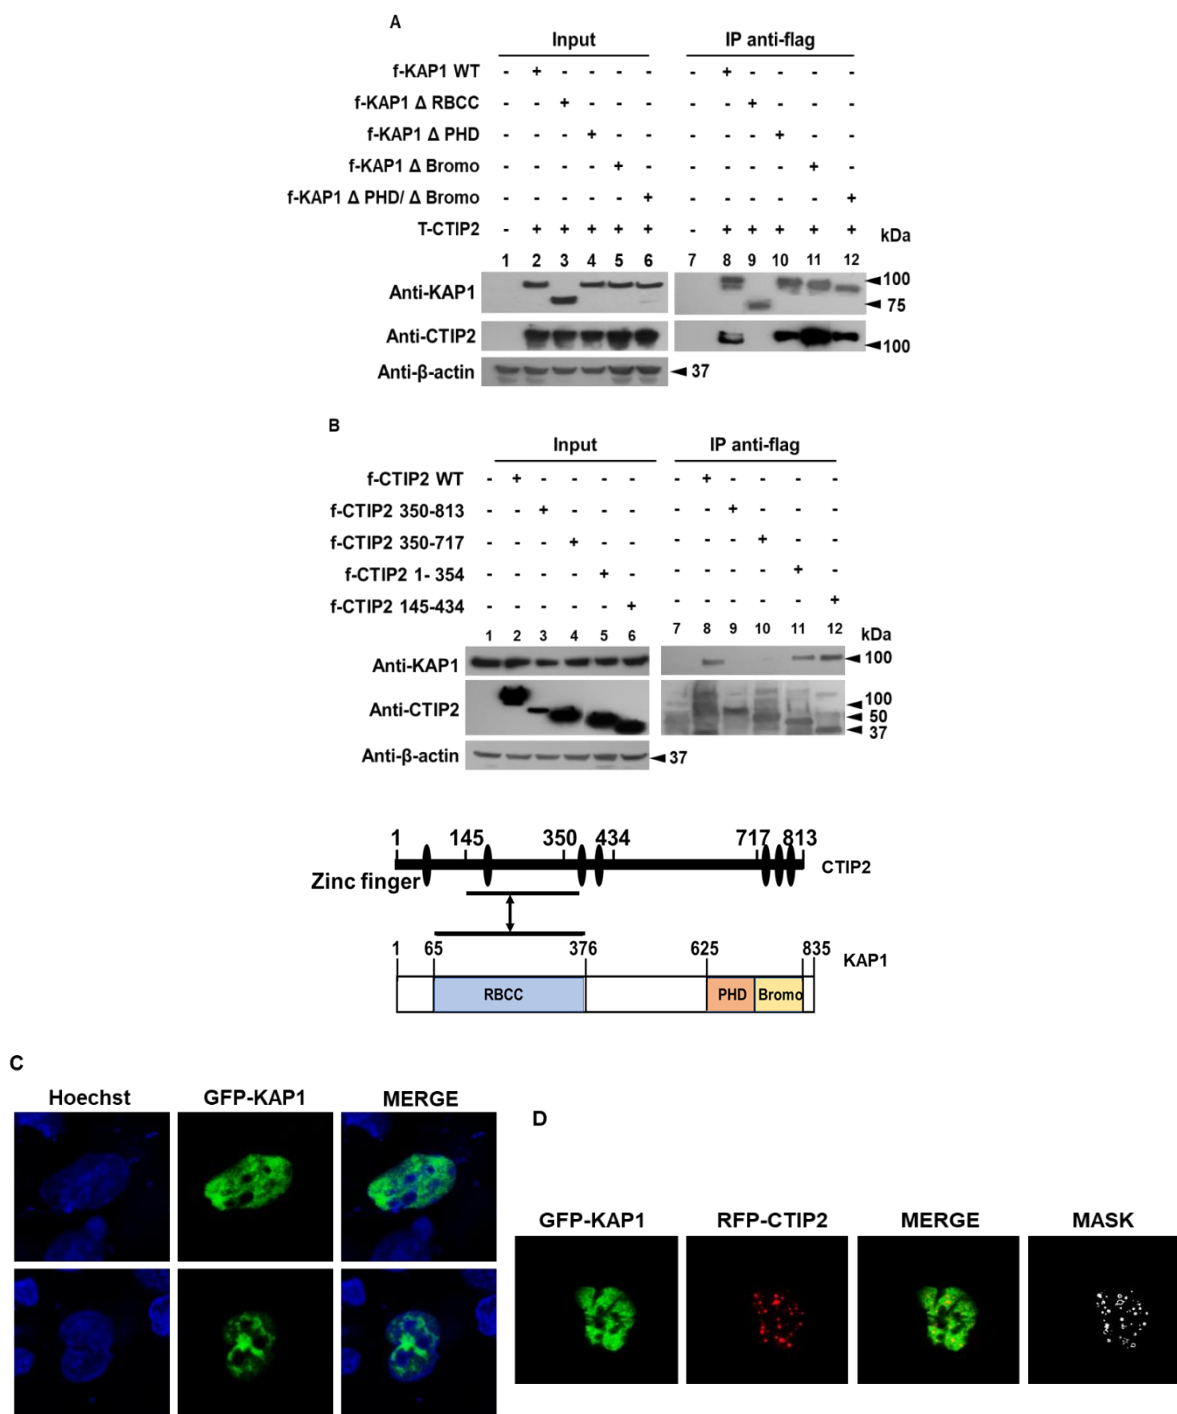 A
Input IP anti-flag
f-KAP1 WT - + - - - - - + - - - -
f-KAP1 Δ RBCC - - + - - - - - + - - -
f-KAP1 Δ PHD - - - + - - - - - + - -
f-KAP1 Δ Bromo - - - - + - - - - - + -
f-KAP1 Δ PHD/ Δ Bromo - - - - - + - - - - - +
T-CTIP2 - + + + + + - + + + + + kDa
1 2 3 4 5 6 7 8 9 10 11 12
Anti-KAP1 100
75
Anti-CTIP2 100
Anti-β-actin 37
B
Input IP anti-flag
f-CTIP2 WT - + - - - - - + - - - -
f-CTIP2 350-813 - - + - - - - - + - - -
f-CTIP2 350-717 - - - + - - - - - + - -
f-CTIP2 1- 354 - - - - + - - - - - + -
f-CTIP2 145-434 - - - - - + - - - - - +
1 2 3 4 5 6 7 8 9 10 11 12 kDa
Anti-KAP1 100
Anti-CTIP2 100
50
37
Anti-β-actin 37
1 145 350 434 717 813
CTIP2
Zinc finger
1 65 376 625 835
KAP1
RBCC PHD Bromo
C
Hoechst GFP-KAP1 MERGE
D
GFP-KAP1 RFP-CTIP2 MERGE MASK